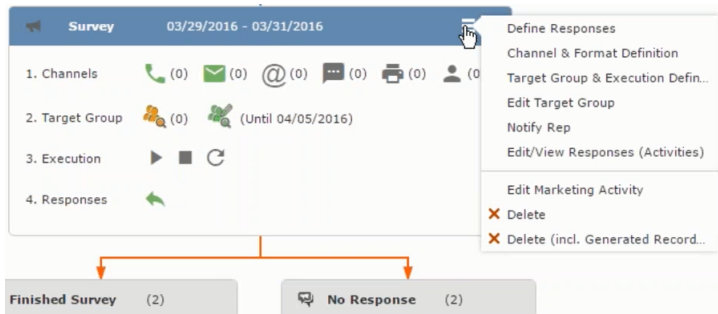 Survey 03/29/2016 - 03/31/2016
1. Channels (0) (0) @ (0) (0) (0) (0
2. Target Group (0) (Until 04/05/2016)
3. Execution
4. Responses
Define Responses
Channel & Format Definition
Target Group & Execution Defin...
Edit Target Group
Notify Rep
Edit/View Responses (Activities)
Edit Marketing Activity
Delete
Delete (incl. Generated Record...
Finished Survey (2)
No Response (2)